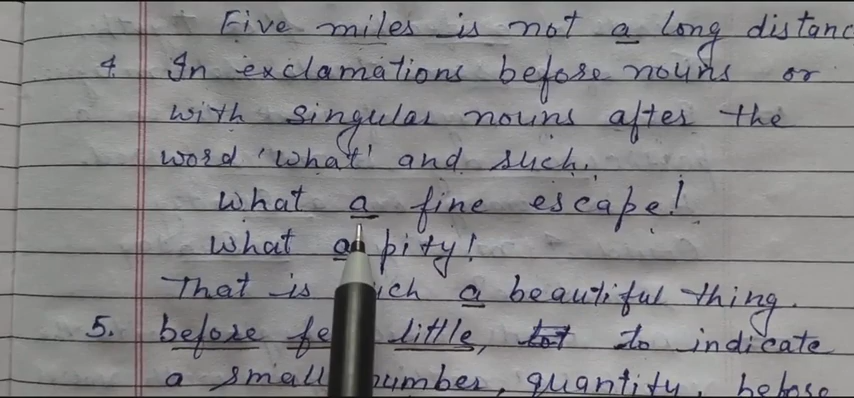 Five miles is not a long distanc
4. In exclamations before nouns or
with singular nouns after the
word 'what' and such.
What a fine escape!
What a pity!
That is such a beautiful thing.
5. before few little, to indicate
a small number, quantity, before